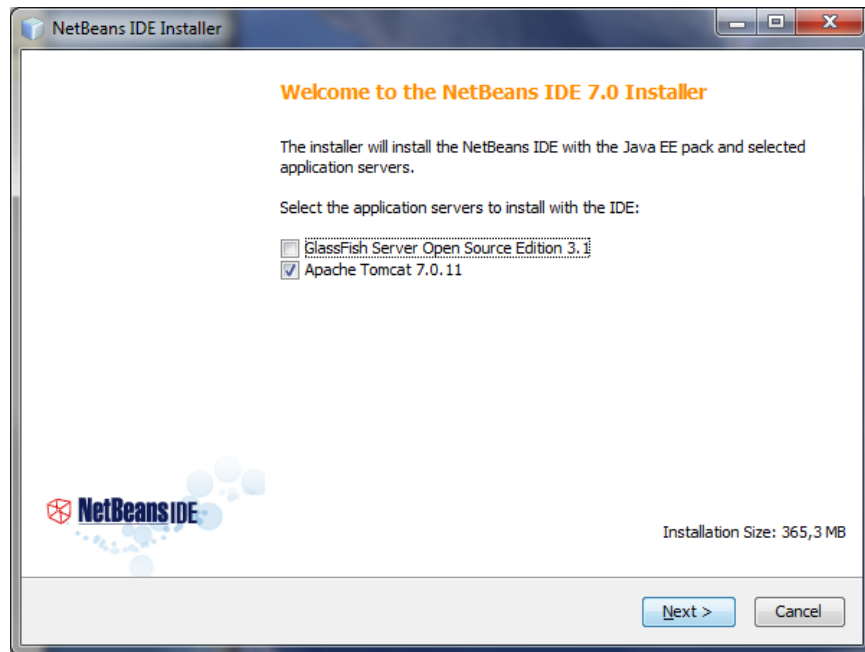 NetBeans IDE Installer
Welcome to the NetBeans IDE 7.0 Installer
The installer will install the NetBeans IDE with the Java EE pack and selected
application servers.
Select the application servers to install with the IDE:
GlassFish Server Open Source Edition 3.1
Apache Tomcat 7.0.11
NetBeans IDE
Installation Size: 365,3 MB
Next >
Cancel